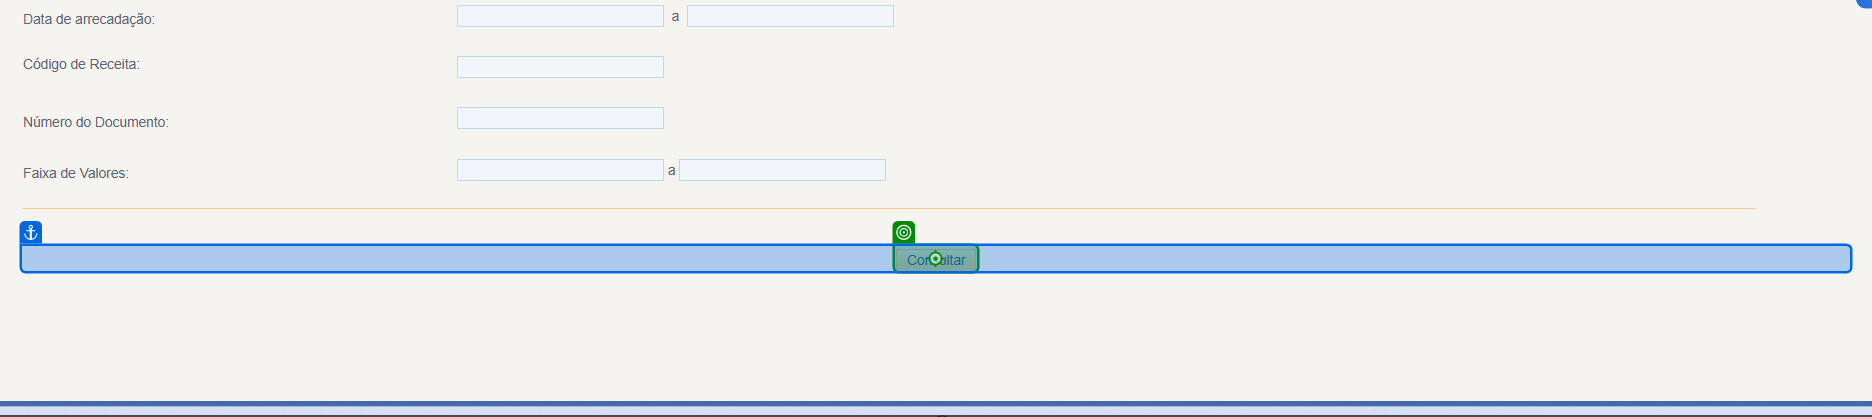 Data de arrecadação: a
Código de Receita:
Número do Documento:
Faixa de Valores: a
Consultar